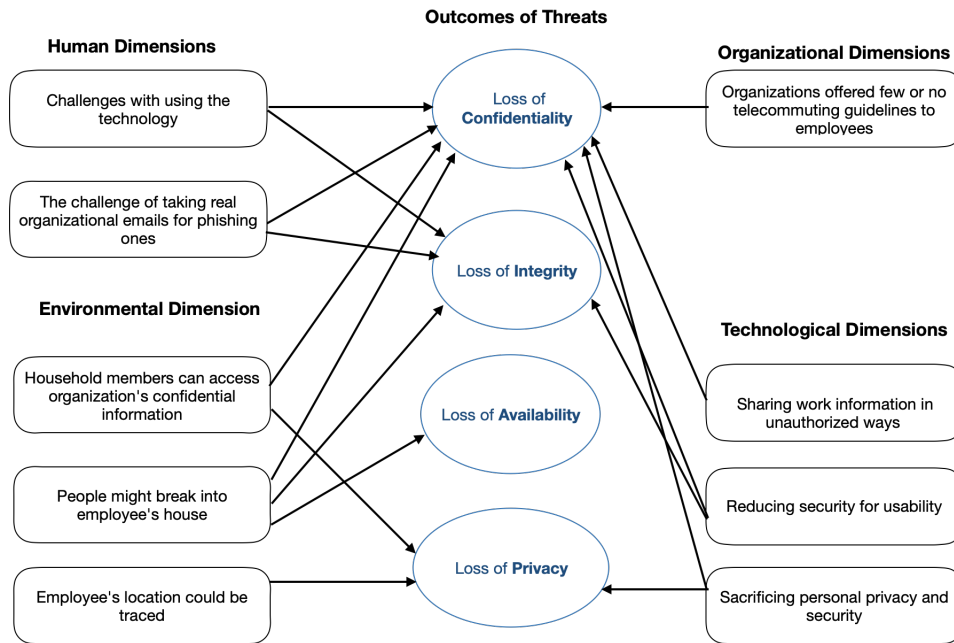 Outcomes of Threats
Human Dimensions
Challenges with using the
technology
The challenge of taking real
organizational emails for phishing
ones
Environmental Dimension
Household members can access
organization's confidential
information
People might break into
employee's house
Employee's location could be
traced
Loss of
Confidentiality
Loss of Integrity
Loss of Availability
Loss of Privacy
Organizational Dimensions
Organizations offered few or no
telecommuting guidelines to
employees
Technological Dimensions
Sharing work information in
unauthorized ways
Reducing security for usability
Sacrificing personal privacy and
security